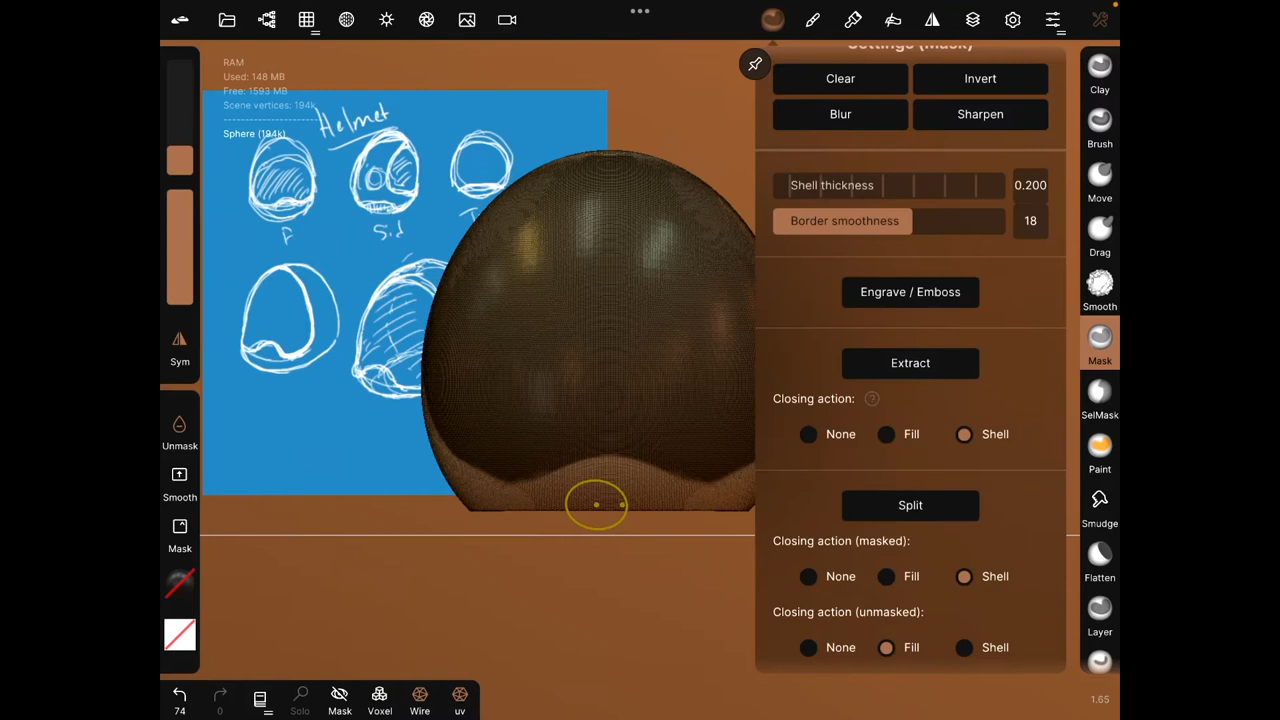 RAM
Used: 148 MB
Free: 1593 MB
Scene vertices: 194k
Sphere (194k)
Helmet
F
S.d
Sym
Unmask
Smooth
Mask
74
0
Solo
Mask
Voxel
Wire
uv
Settings (Mask)
Clear
Invert
Blur
Sharpen
Shell thickness
0.200
Border smoothness
18
Engrave / Emboss
Extract
Closing action:
?
None
Fill
Shell
Split
Closing action (masked):
None
Fill
Shell
Closing action (unmasked):
None
Fill
Shell
Clay
Brush
Move
Drag
Smooth
Mask
SelMask
Paint
Smudge
Flatten
Layer
1.65